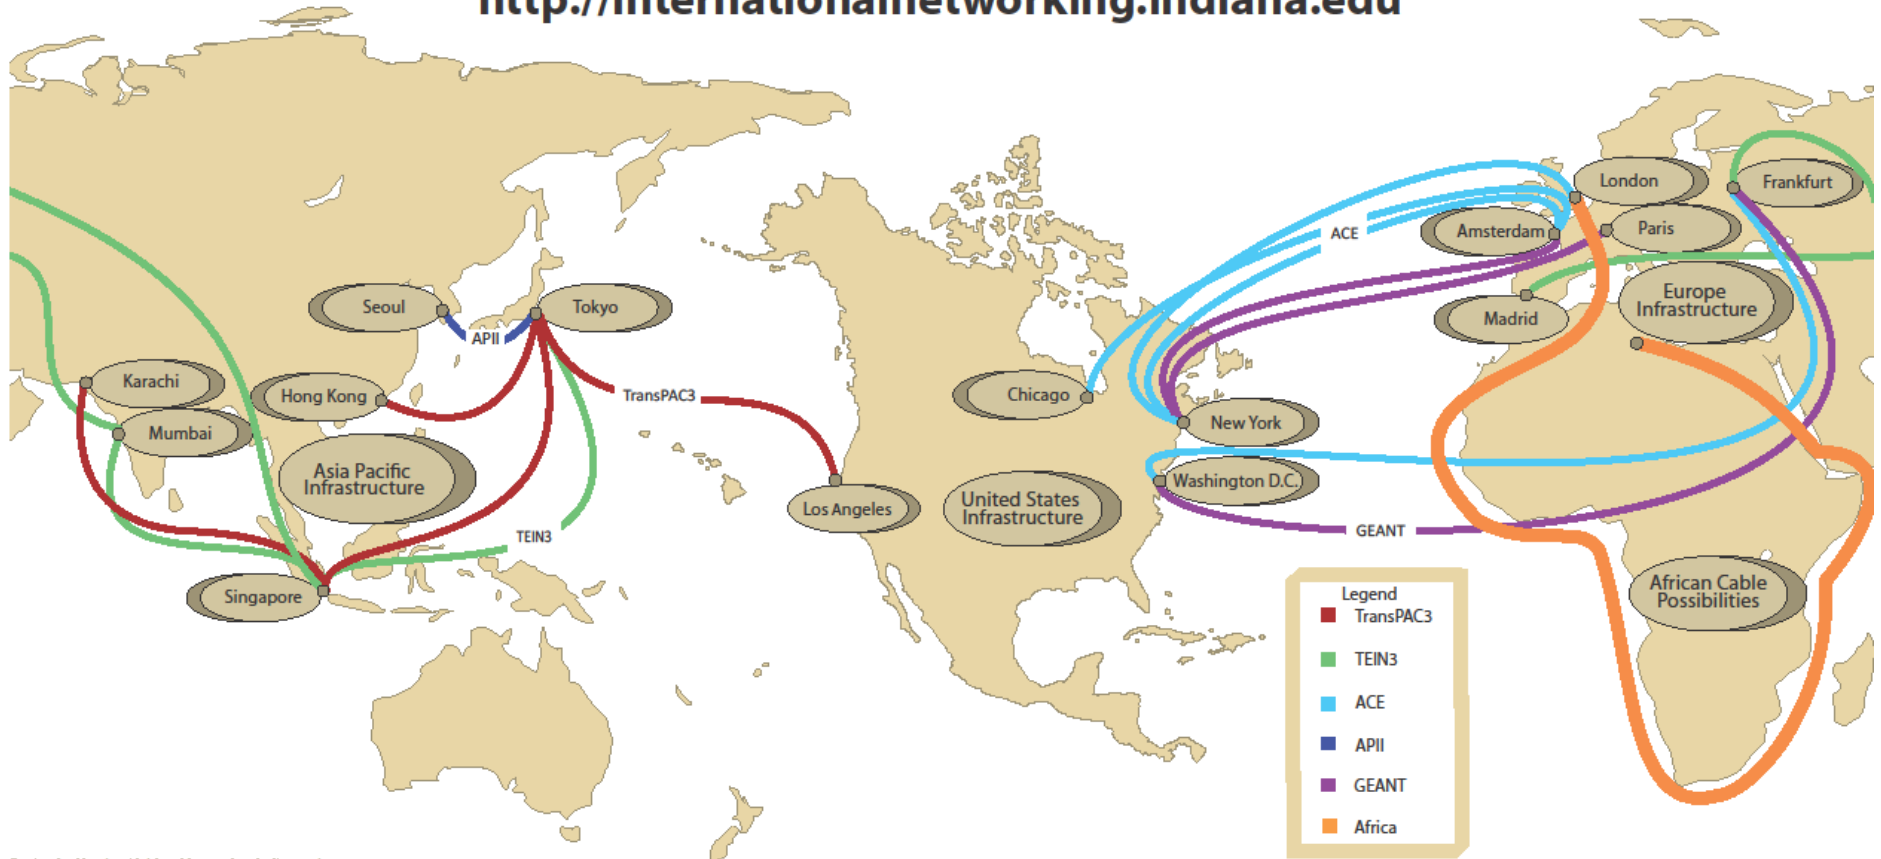 http://internationalnetworking.indiana.edu
London
Frankfurt
ACE
Amsterdam
Paris
Seoul
Tokyo
APII
Europe
Infrastructure
Madrid
Karachi
Hong Kong
TransPAC3
Chicago
Mumbai
New York
Asia Pacific
Infrastructure
Washington D.C.
United States
Infrastructure
Los Angeles
TEIN3
GEANT
Singapore
African Cable
Possibilities
Legend
TransPAC3
TEIN3
ACE
APII
GEANT
Africa